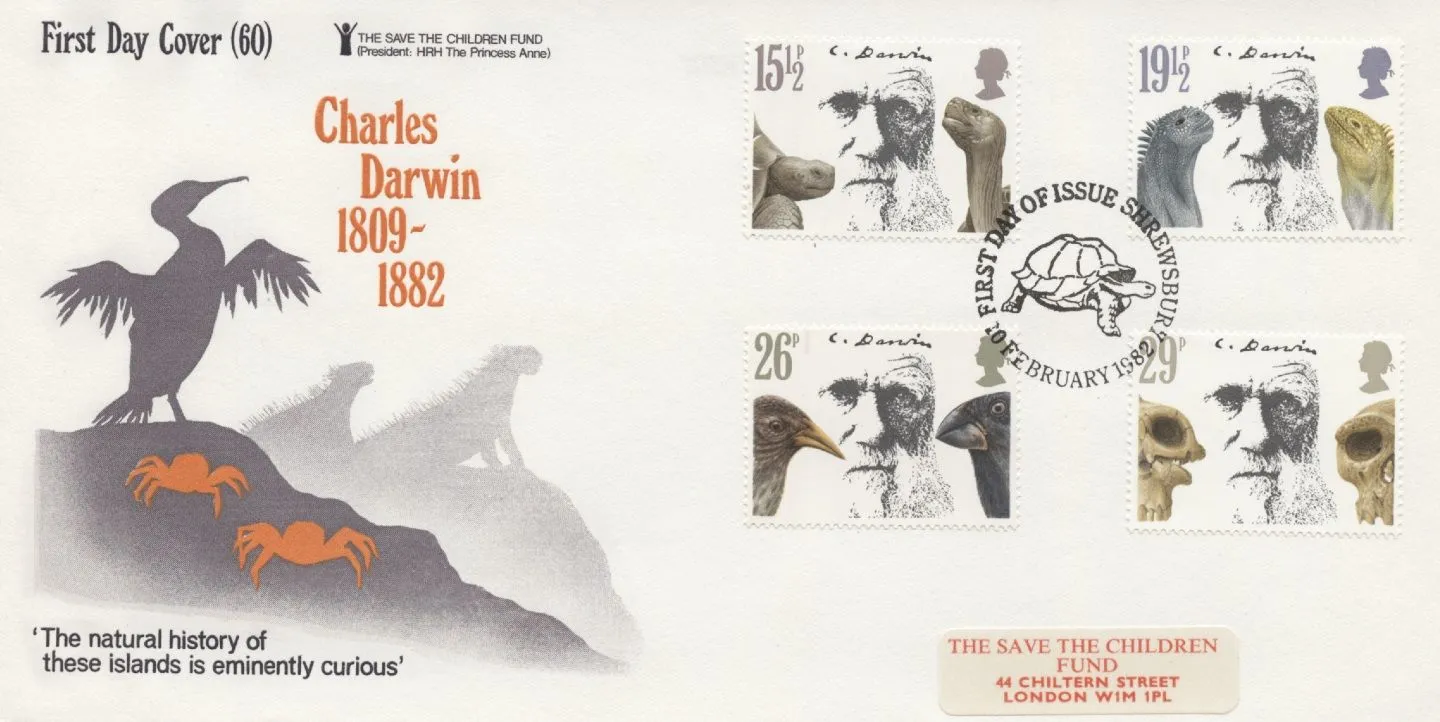 First Day Cover (60)
THE SAVE THE CHILDREN FUND
(President: HRH The Princess Anne)
Charles
Darwin
1809-
1882
'The natural history of
these islands is eminently curious'
15½P
C. Darwin
19½P
C. Darwin
FIRST DAY OF ISSUE SHREWSBURY
10 FEBRUARY 1982
26P
C. Darwin
29P
C. Darwin
THE SAVE THE CHILDREN
FUND
44 CHILTERN STREET
LONDON W1M 1PL